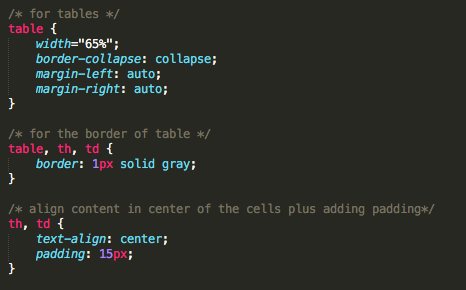 /* for tables */
table {
width="65%";
border-collapse: collapse;
margin-left: auto;
margin-right: auto;
}
/* for the border of table */
table, th, td {
border: 1px solid gray;
}
/* align content in center of the cells plus adding padding*/
th, td {
text-align: center;
padding: 15px;
}